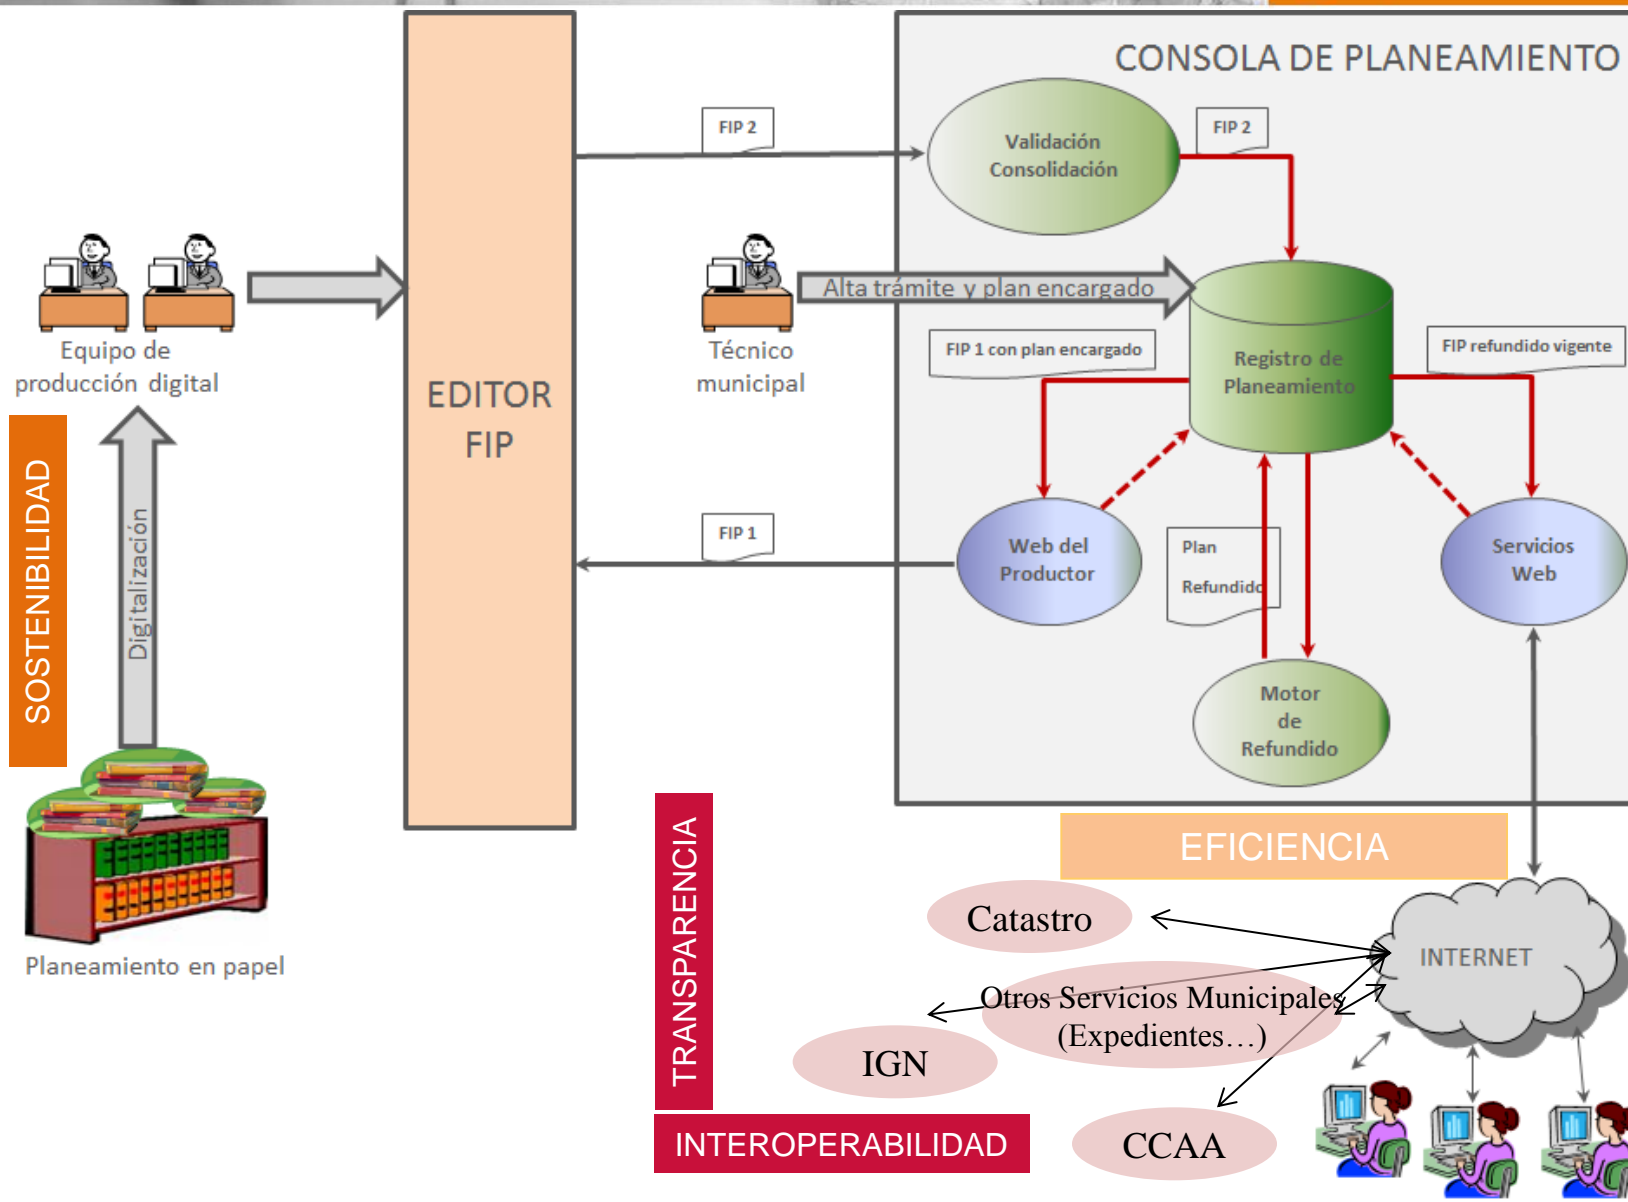 CONSOLA DE PLANEAMIENTO
FIP 2
Validación
Consolidación
FIP 2
Alta trámite y plan encargado
Equipo de
producción digital
EDITOR
FIP
Técnico
municipal
FIP 1 con plan encargado
Registro de
Planeamiento
FIP refundido vigente
SOSTENIBILIDAD
Digitalización
FIP 1
Web del
Productor
Plan
Refundido
Servicios
Web
Motor
de
Refundido
Planeamiento en papel
TRANSPARENCIA
EFICIENCIA
Catastro
INTERNET
Otros Servicios Municipales
(Expedientes…)
IGN
INTEROPERABILIDAD
CCAA